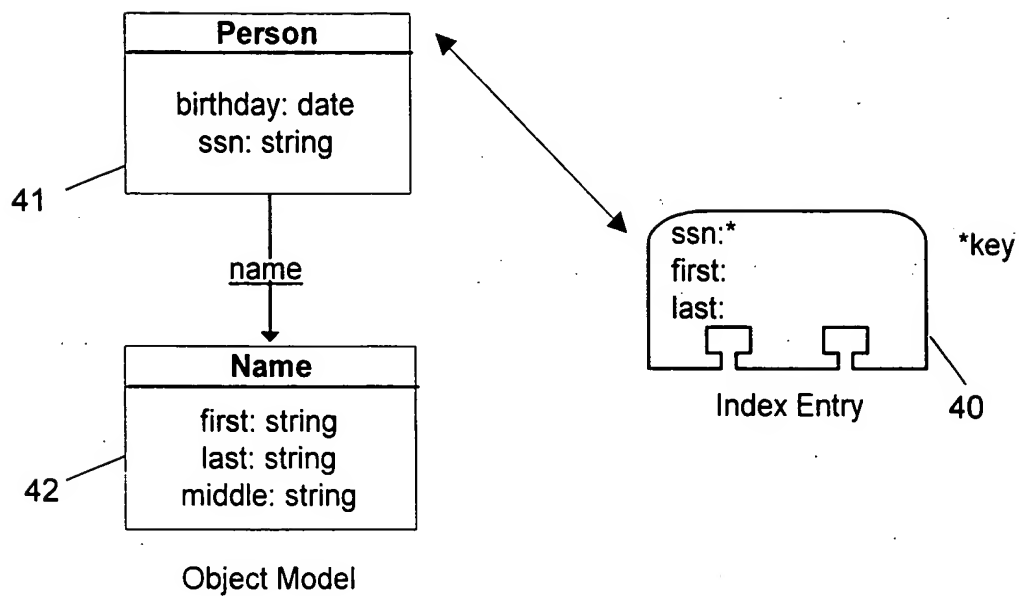 Person
birthday: date
ssn: string
41
name
Name
first: string
last: string
middle: string
42
Object Model
ssn:*
first:
last:
*key
Index Entry
40